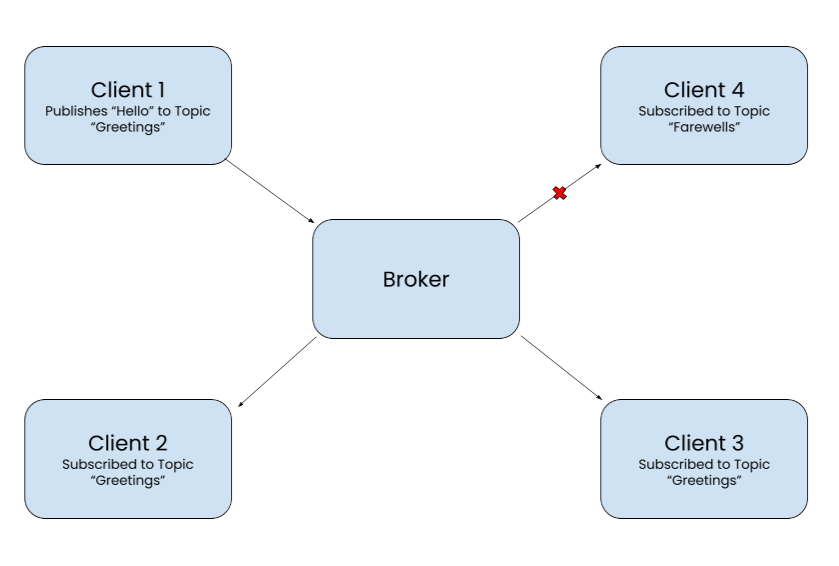 Client 1
Publishes “Hello” to Topic
“Greetings”
Client 4
Subscribed to Topic
“Farewells”
Broker
Client 2
Subscribed to Topic
“Greetings”
Client 3
Subscribed to Topic
“Greetings”